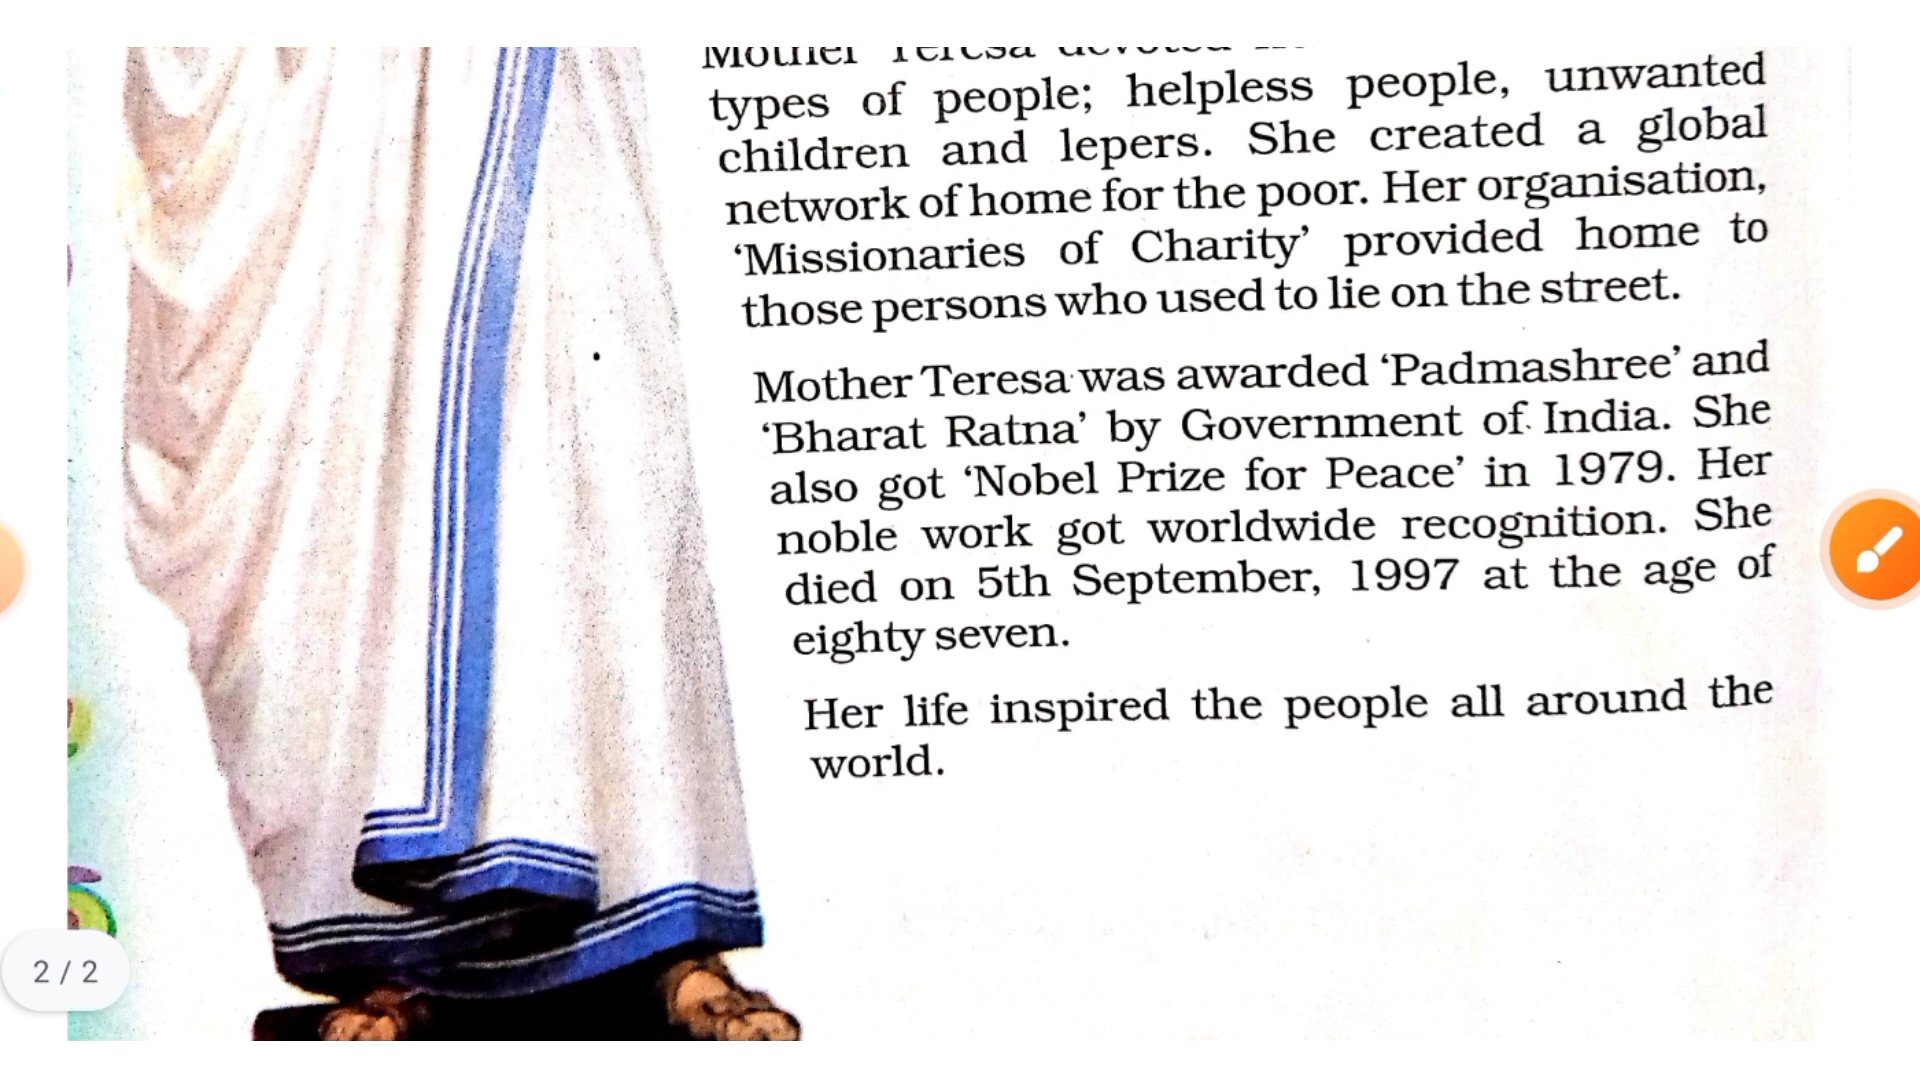 Mother Teresa devoted
types of people; helpless people, unwanted
children and lepers. She created a global
network of home for the poor. Her organisation,
‘Missionaries of Charity’ provided home to
those persons who used to lie on the street.
Mother Teresa was awarded ‘Padmashree’ and
‘Bharat Ratna’ by Government of India. She
also got ‘Nobel Prize for Peace’ in 1979. Her
noble work got worldwide recognition. She
died on 5th September, 1997 at the age of
eighty seven.
Her life inspired the people all around the
world.
2 / 2